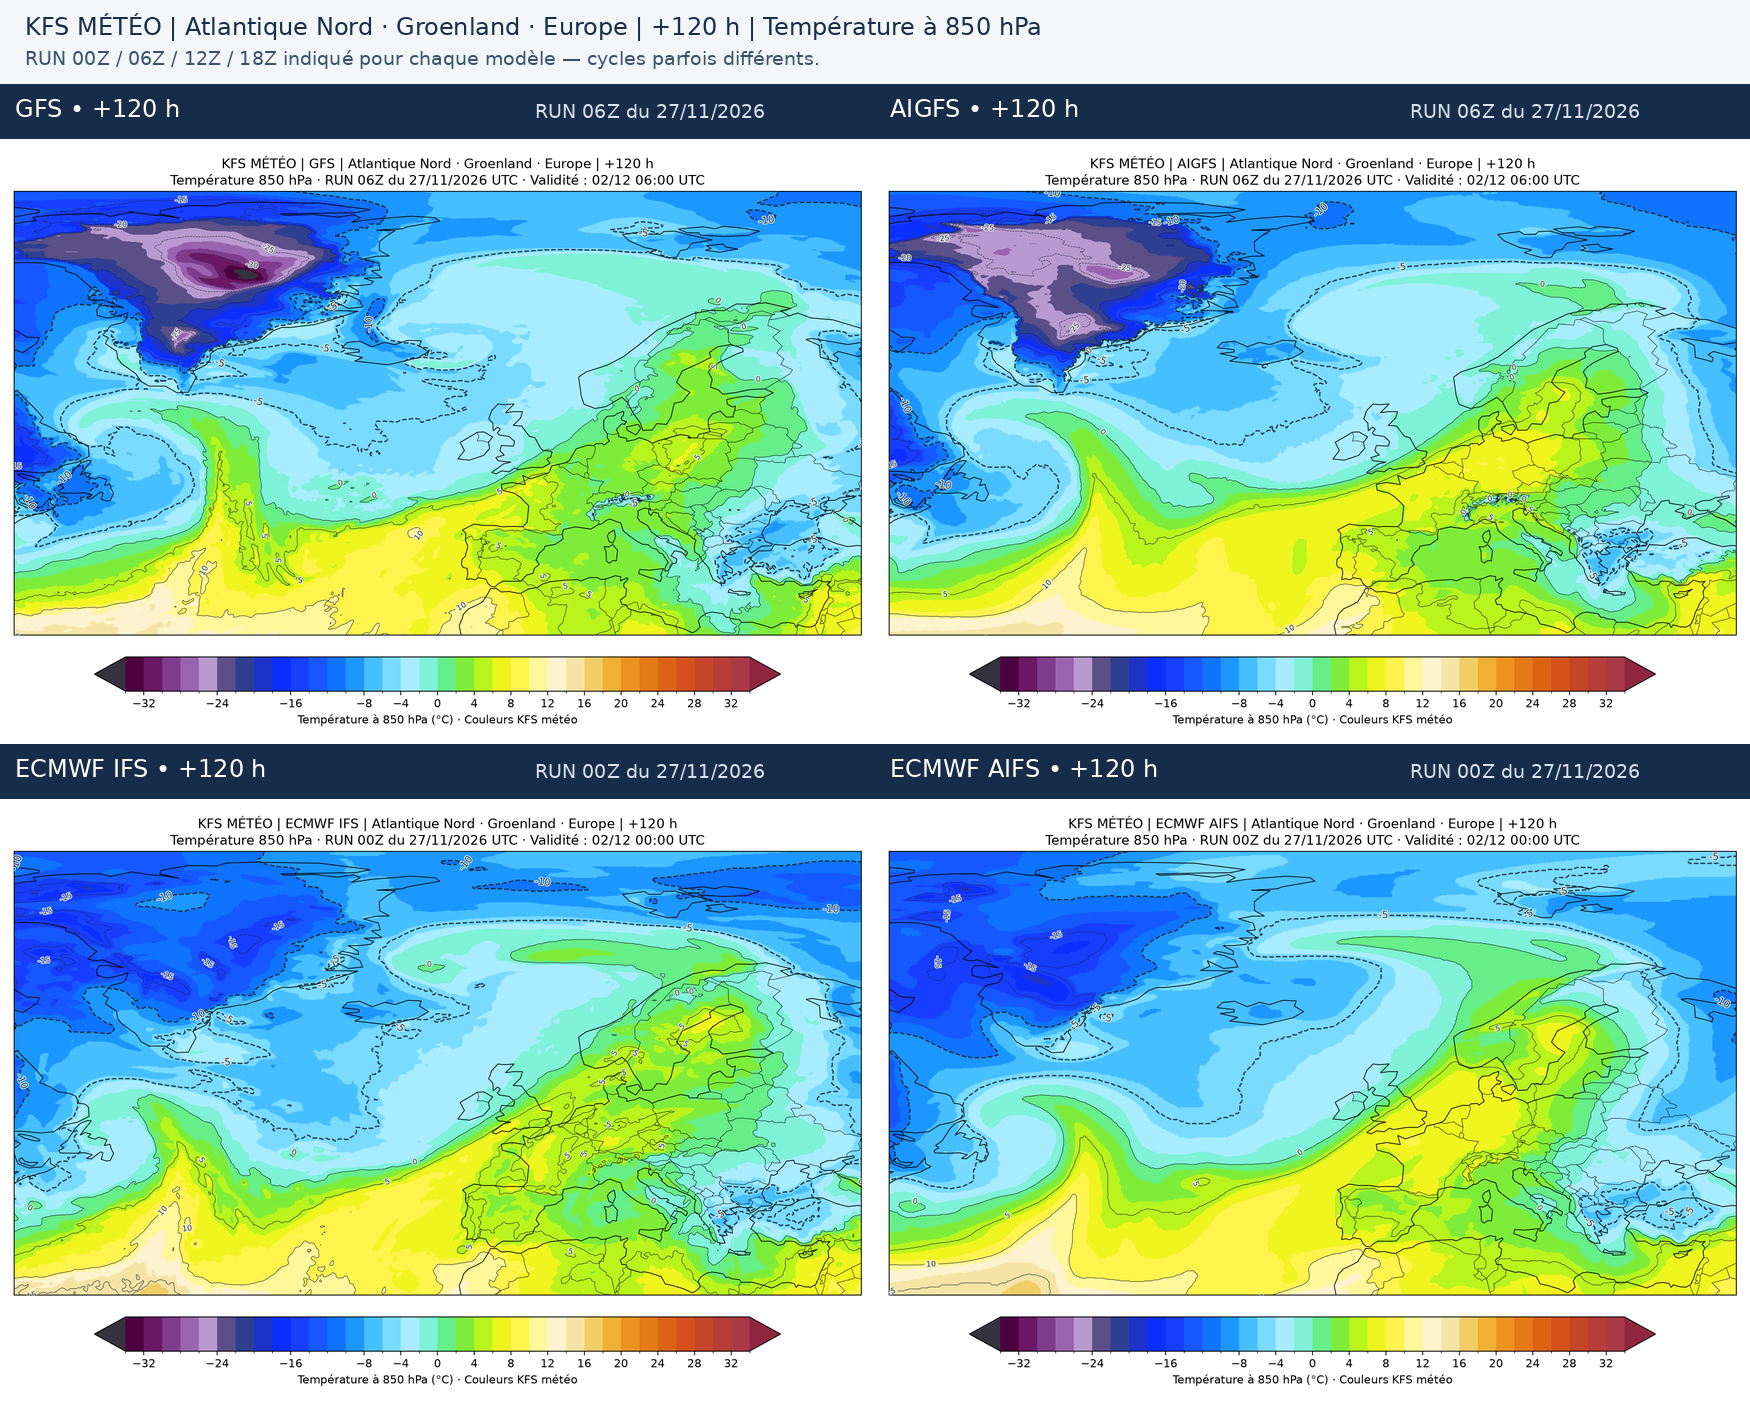 KFS MÉTÉO | Atlantique Nord · Groenland · Europe | +120 h | Température à 850 hPa
RUN 00Z / 06Z / 12Z / 18Z indiqué pour chaque modèle — cycles parfois différents.
GFS • +120 h
RUN 06Z du 27/11/2026
AIGFS • +120 h
RUN 06Z du 27/11/2026
KFS MÉTÉO | GFS | Atlantique Nord · Groenland · Europe | +120 h
Température 850 hPa · RUN 06Z du 27/11/2026 UTC · Validité : 02/12 06:00 UTC
KFS MÉTÉO | AIGFS | Atlantique Nord · Groenland · Europe | +120 h
Température 850 hPa · RUN 06Z du 27/11/2026 UTC · Validité : 02/12 06:00 UTC
−32 −24 −16 −8 −4 0 4 8 12 16 20 24 28 32
Température à 850 hPa (°C) · Couleurs KFS météo
−32 −24 −16 −8 −4 0 4 8 12 16 20 24 28 32
Température à 850 hPa (°C) · Couleurs KFS météo
ECMWF IFS • +120 h
RUN 00Z du 27/11/2026
ECMWF AIFS • +120 h
RUN 00Z du 27/11/2026
KFS MÉTÉO | ECMWF IFS | Atlantique Nord · Groenland · Europe | +120 h
Température 850 hPa · RUN 00Z du 27/11/2026 UTC · Validité : 02/12 00:00 UTC
KFS MÉTÉO | ECMWF AIFS | Atlantique Nord · Groenland · Europe | +120 h
Température 850 hPa · RUN 00Z du 27/11/2026 UTC · Validité : 02/12 00:00 UTC
−32 −24 −16 −8 −4 0 4 8 12 16 20 24 28 32
Température à 850 hPa (°C) · Couleurs KFS météo
−32 −24 −16 −8 −4 0 4 8 12 16 20 24 28 32
Température à 850 hPa (°C) · Couleurs KFS météo